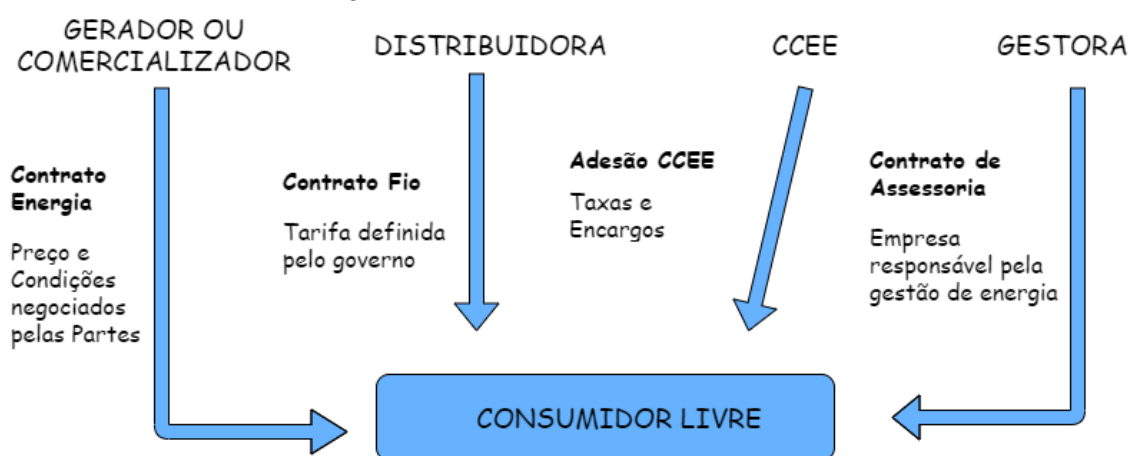 GERADOR OU
COMERCIALIZADOR
DISTRIBUIDORA
CCEE
GESTORA
Contrato
Energia
Preço e
Condições
negociados
pelas Partes
Contrato Fio
Tarifa definida
pelo governo
Adesão CCEE
Taxas e
Encargos
Contrato de
Assessoria
Empresa
responsável pela
gestão de energia
CONSUMIDOR LIVRE